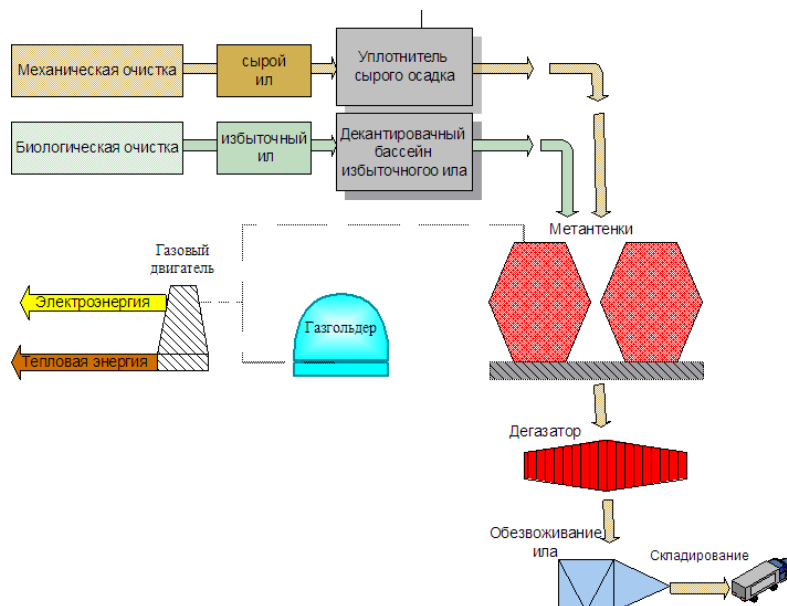 Механическая очистка
сырой
ил
Уплотнитель
сырого осадка
Биологическая очистка
избыточный
ил
Декантировачный
бассейн
избыточногоо ила
Метантенки
Газовый
двигатель
Электроэнергия
Газгольдер
Тепловая энергия
Дегазатор
Обезвоживание
ила
Складирование